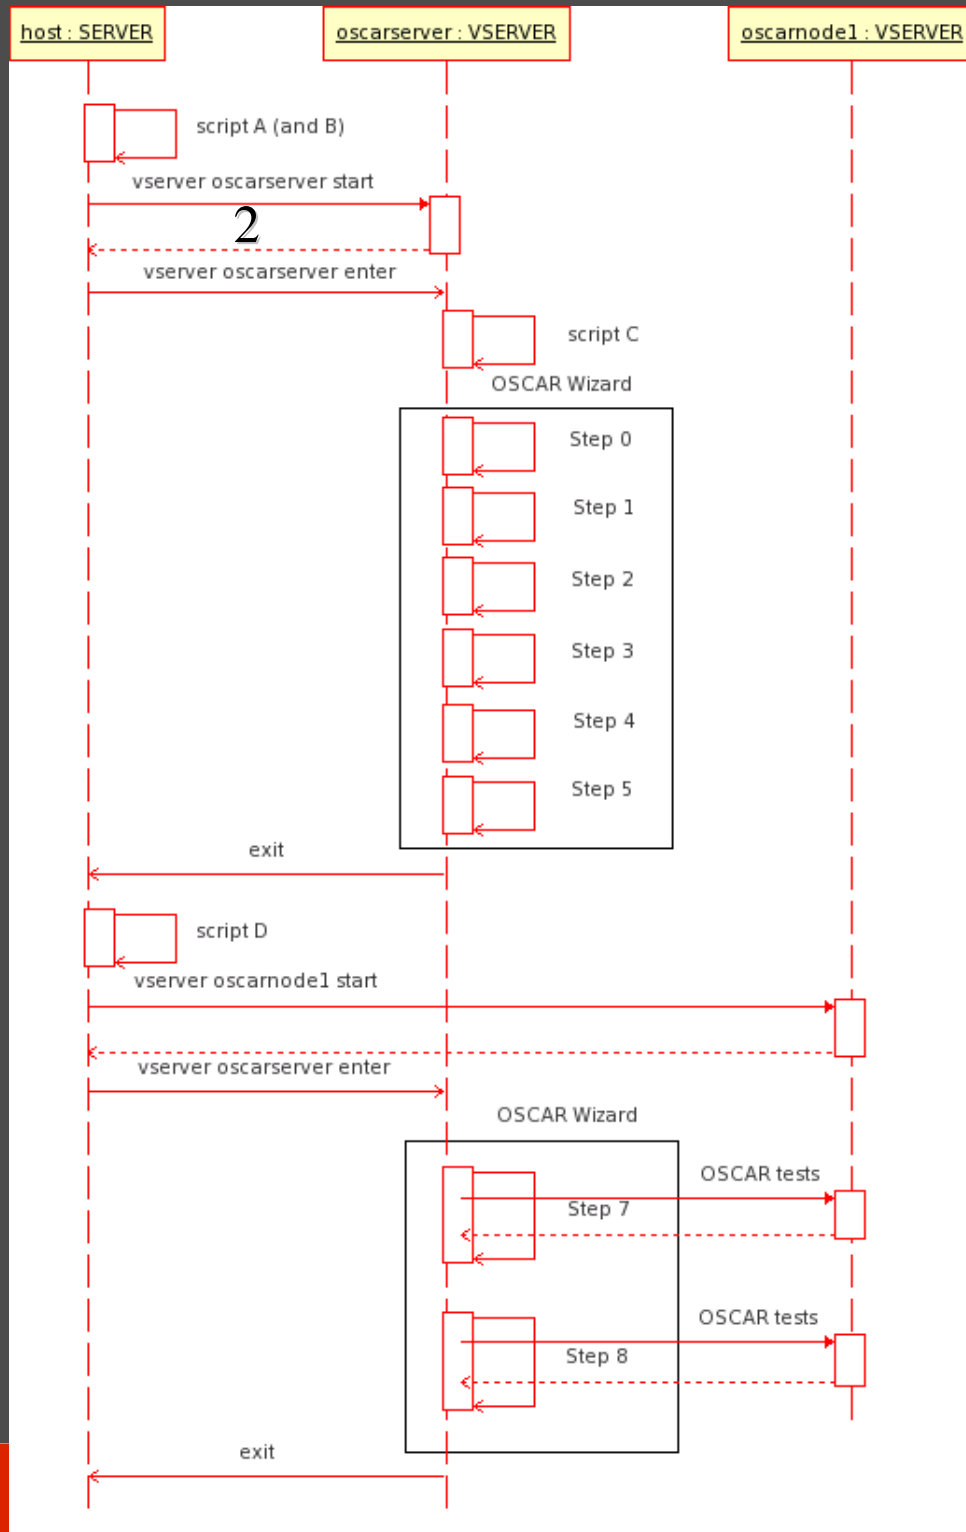 host : SERVER
oscarserver : VSERVER
oscarnode1 : VSERVER
script A (and B)
vserver oscarserver start
2
vserver oscarserver enter
script C
OSCAR Wizard
Step 0
Step 1
Step 2
Step 3
Step 4
Step 5
exit
script D
vserver oscarnode1 start
vserver oscarserver enter
OSCAR Wizard
OSCAR tests
Step 7
OSCAR tests
Step 8
exit